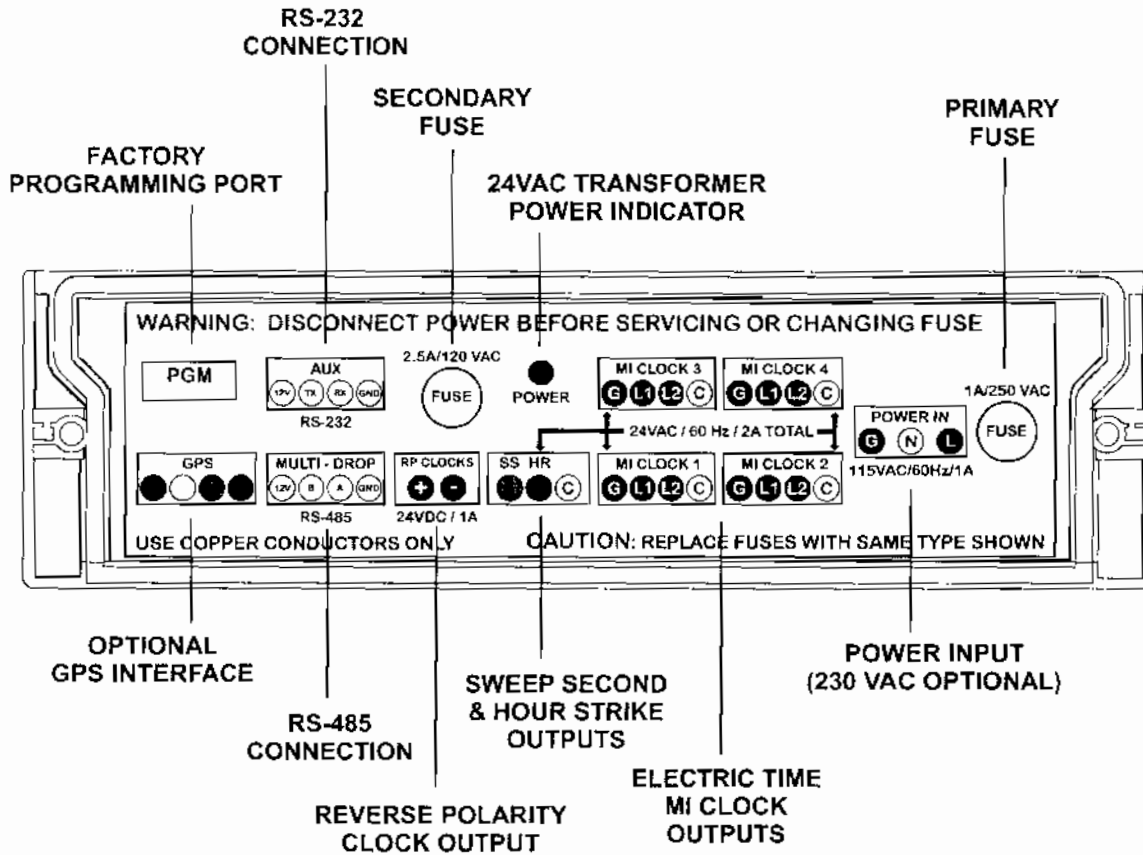 RS-232
CONNECTION
SECONDARY
FUSE
PRIMARY
FUSE
FACTORY
PROGRAMMING PORT
24VAC TRANSFORMER
POWER INDICATOR
WARNING: DISCONNECT POWER BEFORE SERVICING OR CHANGING FUSE
PGM
AUX
12V TX RX GND
RS-232
2.5A/120 VAC
FUSE
POWER
MI CLOCK 3
G L1 L2 C
MI CLOCK 4
G L1 L2 C
1A/250 VAC
FUSE
24VAC / 60 Hz / 2A TOTAL
POWER IN
G N L
115VAC/60Hz/1A
GPS
MULTI - DROP
12V B A GND
RS-485
RP CLOCKS
+ -
24VDC / 1A
SS HR
C
MI CLOCK 1
G L1 L2 C
MI CLOCK 2
G L1 L2 C
USE COPPER CONDUCTORS ONLY
CAUTION: REPLACE FUSES WITH SAME TYPE SHOWN
OPTIONAL
GPS INTERFACE
RS-485
CONNECTION
REVERSE POLARITY
CLOCK OUTPUT
SWEEP SECOND
& HOUR STRIKE
OUTPUTS
ELECTRIC TIME
MI CLOCK
OUTPUTS
POWER INPUT
(230 VAC OPTIONAL)